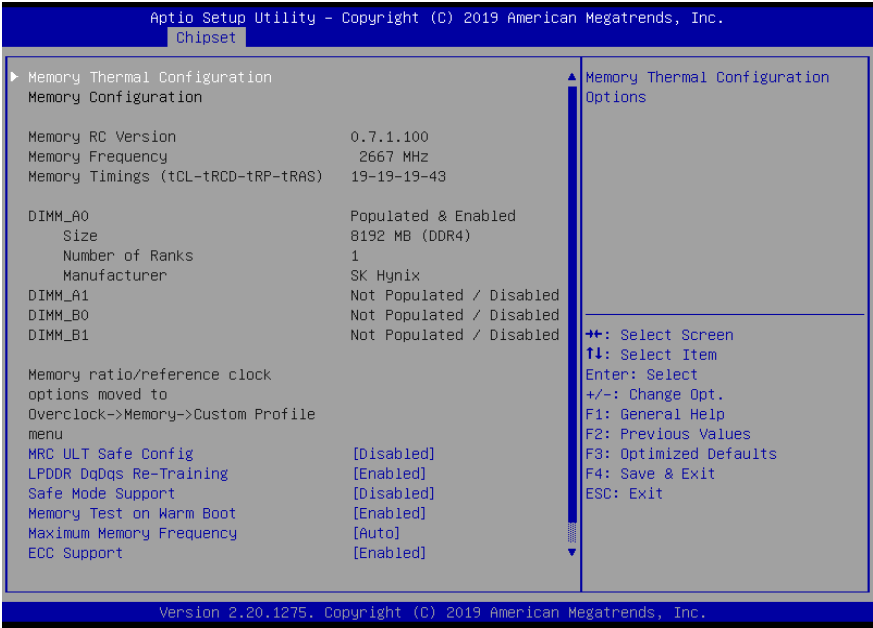 Aptio Setup Utility – Copyright (C) 2019 American Megatrends, Inc.
Chipset
Memory Thermal Configuration
Memory Configuration
Memory RC Version 0.7.1.100
Memory Frequency 2667 MHz
Memory Timings (tCL-tRCD-tRP-tRAS) 19-19-19-43
DIMM_A0 Populated & Enabled
Size 8192 MB (DDR4)
Number of Ranks 1
Manufacturer SK Hynix
DIMM_A1 Not Populated / Disabled
DIMM_B0 Not Populated / Disabled
DIMM_B1 Not Populated / Disabled
Memory ratio/reference clock
options moved to
Overclock->Memory->Custom Profile
menu
MRC ULT Safe Config [Disabled]
LPDDR DqDqs Re-Training [Enabled]
Safe Mode Support [Disabled]
Memory Test on Warm Boot [Enabled]
Maximum Memory Frequency [Auto]
ECC Support [Enabled]
Memory Thermal Configuration
Options
→←: Select Screen
↑↓: Select Item
Enter: Select
+/-: Change Opt.
F1: General Help
F2: Previous Values
F3: Optimized Defaults
F4: Save & Exit
ESC: Exit
Version 2.20.1275. Copyright (C) 2019 American Megatrends, Inc.